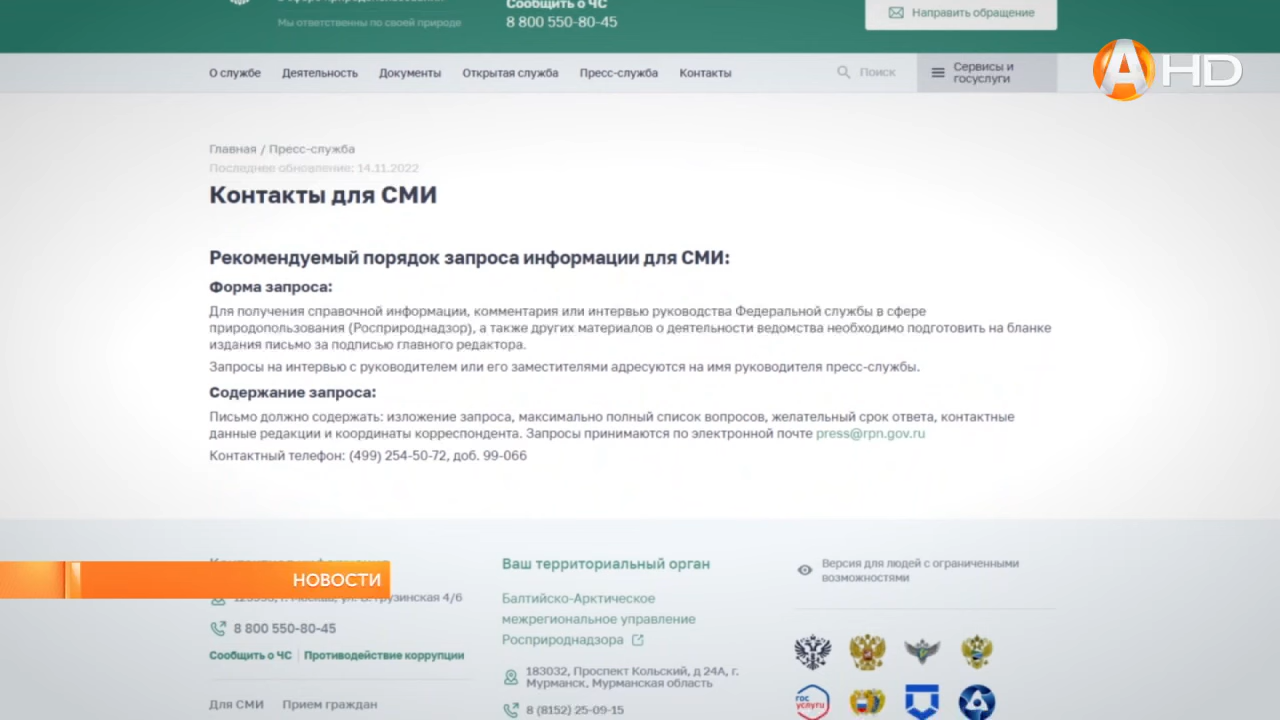 Мы ответственны по своей природе
Сообщить о ЧС
8 800 550-80-45
Направить обращение
О службе Деятельность Документы Открытая служба Пресс-служба Контакты
Поиск
Сервисы и
госуслуги
А HD
Главная / Пресс-служба
Последнее обновление: 14.11.2022
Контакты для СМИ
Рекомендуемый порядок запроса информации для СМИ:
Форма запроса:
Для получения справочной информации, комментария или интервью руководства Федеральной службы в сфере
природопользования (Росприроднадзор), а также других материалов о деятельности ведомства необходимо подготовить на бланке
издания письмо за подписью главного редактора.
Запросы на интервью с руководителем или его заместителями адресуются на имя руководителя пресс-службы.
Содержание запроса:
Письмо должно содержать: изложение запроса, максимально полный список вопросов, желательный срок ответа, контактные
данные редакции и координаты корреспондента. Запросы принимаются по электронной почте press@rpn.gov.ru
Контактный телефон: (499) 254-50-72, доб. 99-066
НОВОСТИ
4/6
8 800 550-80-45
Сообщить о ЧС Противодействие коррупции
Для СМИ Прием граждан
Ваш территориальный орган
Балтийско-Арктическое
межрегиональное управление
Росприроднадзора
183032, Проспект Кольский, д 24А, г.
Мурманск, Мурманская область
8 (8152) 25-09-15
Версия для людей с ограниченными
возможностями
гос
услуги